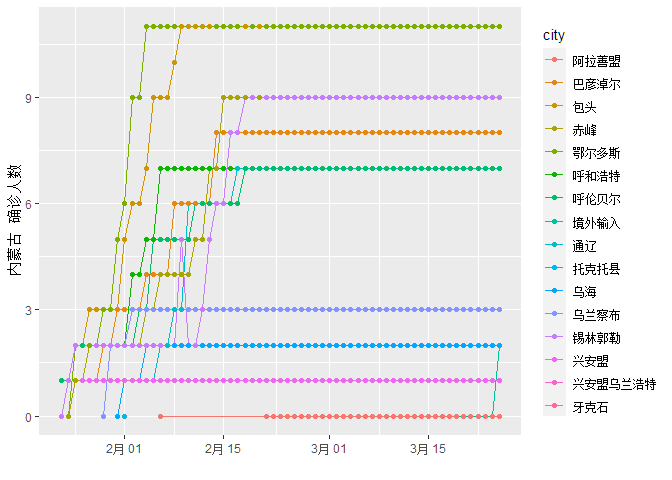 内蒙古 确诊人数
9
6
3
0
2月 01
2月 15
3月 01
3月 15
city
阿拉善盟
巴彦淖尔
包头
赤峰
鄂尔多斯
呼和浩特
呼伦贝尔
境外输入
通辽
托克托县
乌海
乌兰察布
锡林郭勒
兴安盟
兴安盟乌兰浩特
牙克石